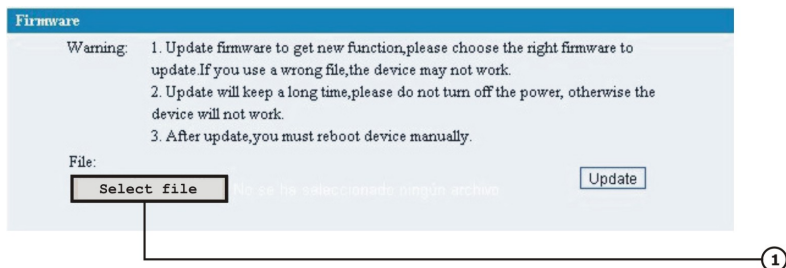 Firmware
Warning: 1. Update firmware to get new function,please choose the right firmware to
update.If you use a wrong file,the device may not work.
2. Update will keep a long time,please do not turn off the power, otherwise the
device will not work.
3. After update,you must reboot device manually.
File:
Select file No se ha seleccionado ningún archivo Update
1